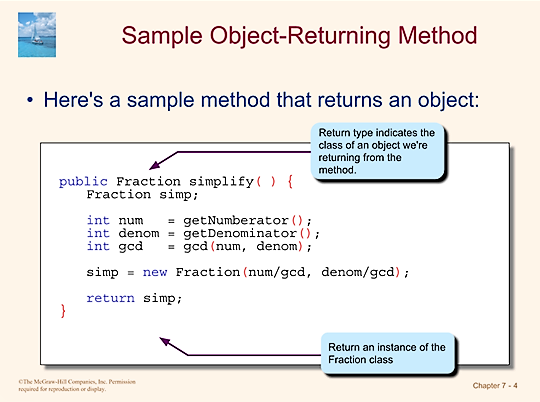 Sample Object-Returning Method
• Here's a sample method that returns an object:
Return type indicates the
class of an object we're
returning from the
method.
public Fraction simplify( ) {
Fraction simp;
int num = getNumberator();
int denom = getDenominator();
int gcd = gcd(num, denom);
simp = new Fraction(num/gcd, denom/gcd);
return simp;
}
Return an instance of the
Fraction class
©The McGraw-Hill Companies, Inc. Permission
required for reproduction or display.
Chapter 7 - 4